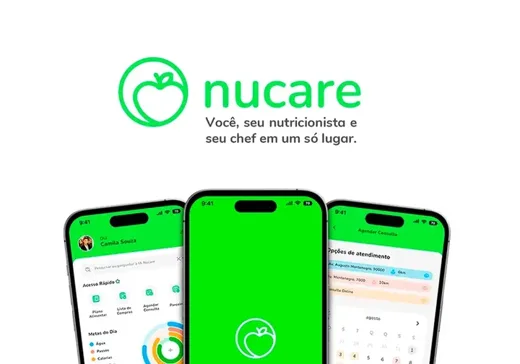 nucare
Você, seu nutricionista e
seu chef em um só lugar.
9:41
Camila Souza
Acesso Rápido
Plano
Alimentar
Lista de
Compras
Agendar
Consulta
Metas do Dia
Água
Passos
Calorias
9:41
9:41
Agendar Consulta
Opções de atendimento
Agosto